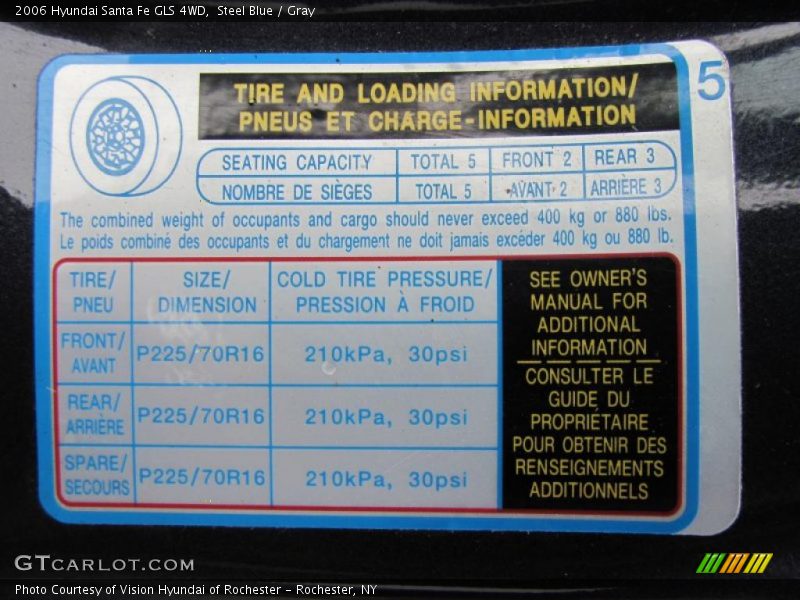 2006 Hyundai Santa Fe GLS 4WD, Steel Blue / Gray
5
TIRE AND LOADING INFORMATION/
PNEUS ET CHARGE-INFORMATION
SEATING CAPACITY TOTAL 5 FRONT 2 REAR 3
NOMBRE DE SIÈGES TOTAL 5 AVANT 2 ARRIÈRE 3
The combined weight of occupants and cargo should never exceed 400 kg or 880 lbs.
Le poids combiné des occupants et du chargement ne doit jamais excéder 400 kg ou 880 lb.
TIRE/
PNEU
SIZE/
DIMENSION
COLD TIRE PRESSURE/
PRESSION À FROID
FRONT/
AVANT
P225/70R16
210kPa, 30psi
REAR/
ARRIÈRE
P225/70R16
210kPa, 30psi
SPARE/
SECOURS
P225/70R16
210kPa, 30psi
SEE OWNER'S
MANUAL FOR
ADDITIONAL
INFORMATION
CONSULTER LE
GUIDE DU
PROPRIÉTAIRE
POUR OBTENIR DES
RENSEIGNEMENTS
ADDITIONNELS
GTCARLOT.COM
Photo Courtesy of Vision Hyundai of Rochester - Rochester, NY